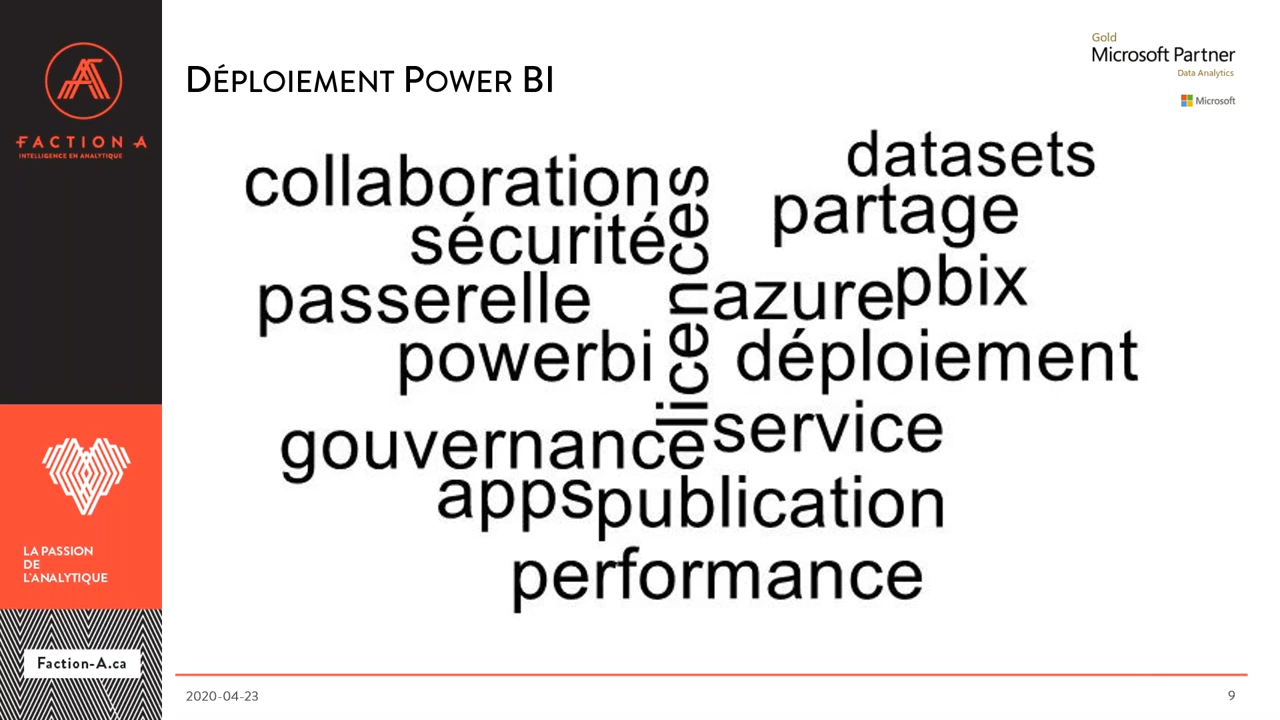 FACTION A
INTELLIGENCE EN ANALYTIQUE
DÉPLOIEMENT POWER BI
Gold
Microsoft Partner
Data Analytics
Microsoft
collaboration
datasets
sécurité
licences
partage
passerelle
azure
pbix
powerbi
déploiement
gouvernance
service
apps
publication
performance
LA PASSION
DE
L'ANALYTIQUE
Faction-A.ca
2020-04-23
9